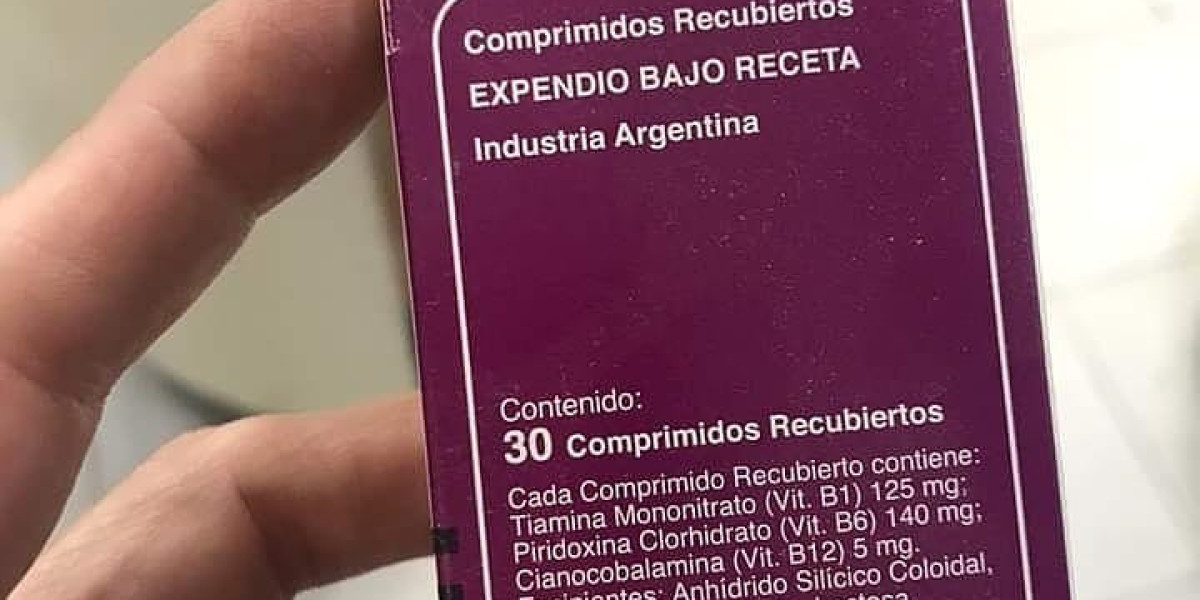 Comprimidos Recubiertos
EXPENDIO BAJO RECETA
Industria Argentina
Contenido:
30 Comprimidos Recubiertos
Cada Comprimido Recubierto contiene:
Tiamina Mononitrato (Vit. B1) 125 mg;
Piridoxina Clorhidrato (Vit. B6) 140 mg;
Cianocobalamina (Vit. B12) 5 mg.
Excipientes: Anhídrido Silícico Coloidal,